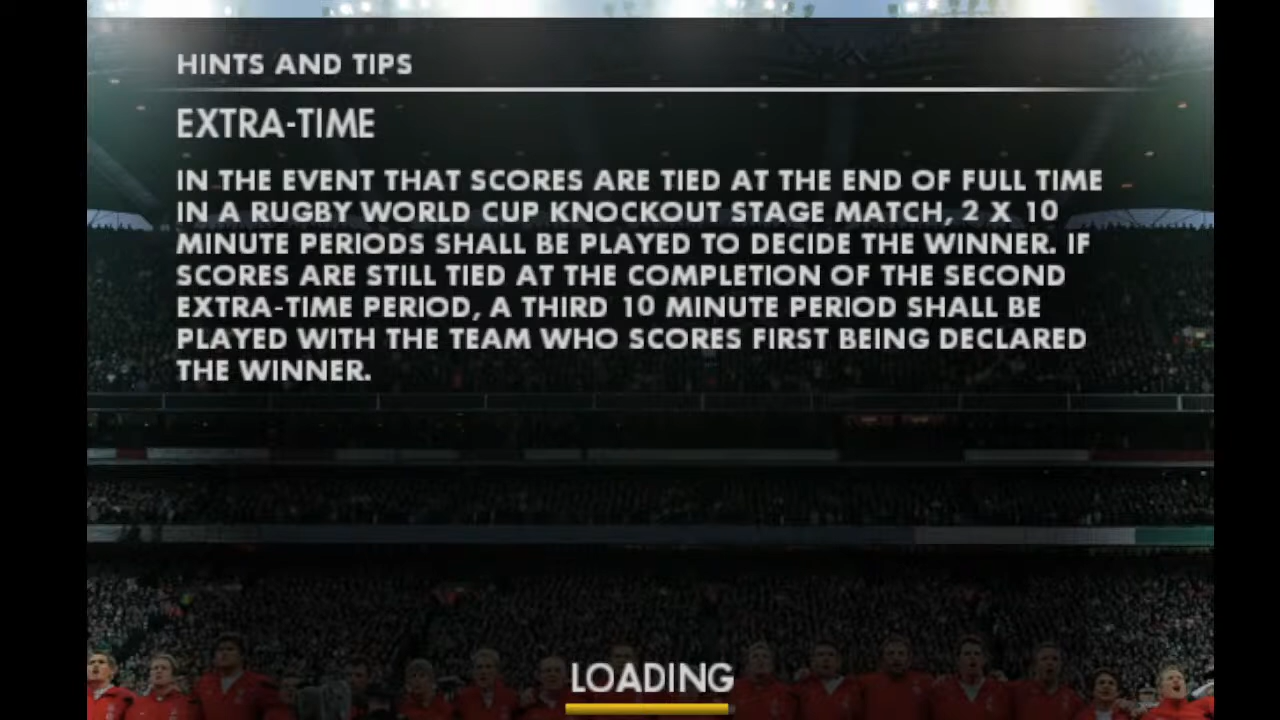 HINTS AND TIPS
EXTRA-TIME
IN THE EVENT THAT SCORES ARE TIED AT THE END OF FULL TIME
IN A RUGBY WORLD CUP KNOCKOUT STAGE MATCH, 2 X 10
MINUTE PERIODS SHALL BE PLAYED TO DECIDE THE WINNER. IF
SCORES ARE STILL TIED AT THE COMPLETION OF THE SECOND
EXTRA-TIME PERIOD, A THIRD 10 MINUTE PERIOD SHALL BE
PLAYED WITH THE TEAM WHO SCORES FIRST BEING DECLARED
THE WINNER.
LOADING